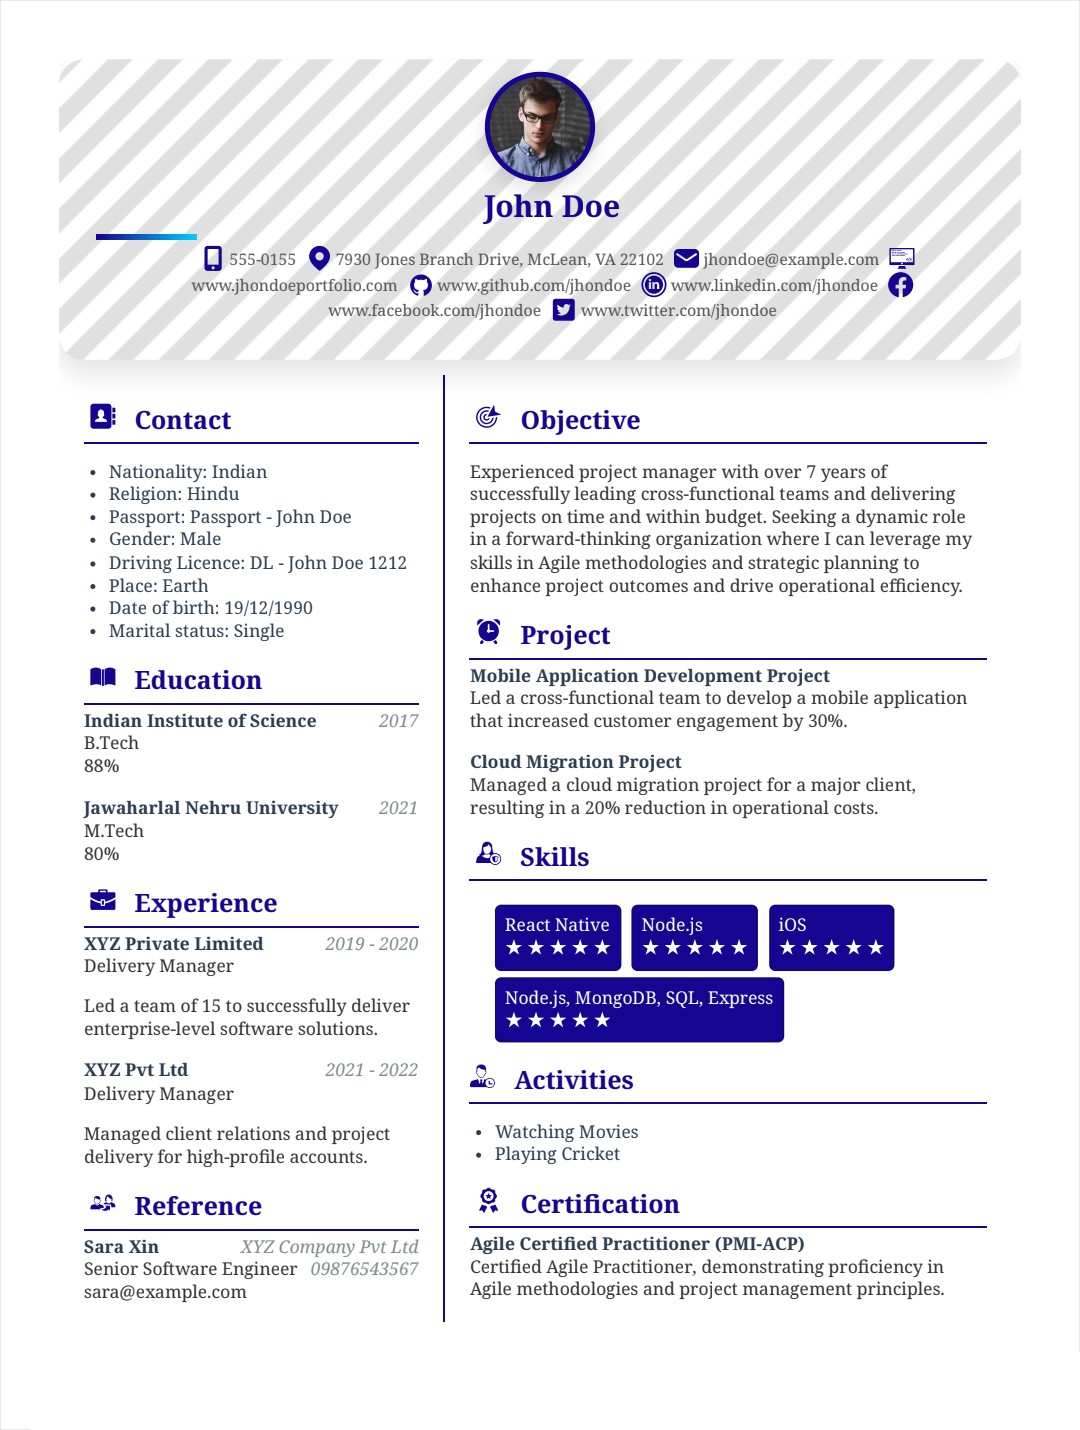 John Doe
555-0155 7930 Jones Branch Drive, McLean, VA 22102 jhondoe@example.com
www.jhondoeportfolio.com www.github.com/jhondoe www.linkedin.com/jhondoe
www.facebook.com/jhondoe www.twitter.com/jhondoe
Contact
• Nationality: Indian
• Religion: Hindu
• Passport: Passport - John Doe
• Gender: Male
• Driving Licence: DL - John Doe 1212
• Place: Earth
• Date of birth: 19/12/1990
• Marital status: Single
Education
Indian Institute of Science 2017
B.Tech
88%
Jawaharlal Nehru University 2021
M.Tech
80%
Experience
XYZ Private Limited 2019 - 2020
Delivery Manager
Led a team of 15 to successfully deliver
enterprise-level software solutions.
XYZ Pvt Ltd 2021 - 2022
Delivery Manager
Managed client relations and project
delivery for high-profile accounts.
Reference
Sara Xin XYZ Company Pvt Ltd
Senior Software Engineer 09876543567
sara@example.com
Objective
Experienced project manager with over 7 years of
successfully leading cross-functional teams and delivering
projects on time and within budget. Seeking a dynamic role
in a forward-thinking organization where I can leverage my
skills in Agile methodologies and strategic planning to
enhance project outcomes and drive operational efficiency.
Project
Mobile Application Development Project
Led a cross-functional team to develop a mobile application
that increased customer engagement by 30%.
Cloud Migration Project
Managed a cloud migration project for a major client,
resulting in a 20% reduction in operational costs.
Skills
React Native Node.js iOS
★★★★★ ★★★★★ ★★★★★
Node.js, MongoDB, SQL, Express
★★★★★
Activities
• Watching Movies
• Playing Cricket
Certification
Agile Certified Practitioner (PMI-ACP)
Certified Agile Practitioner, demonstrating proficiency in
Agile methodologies and project management principles.